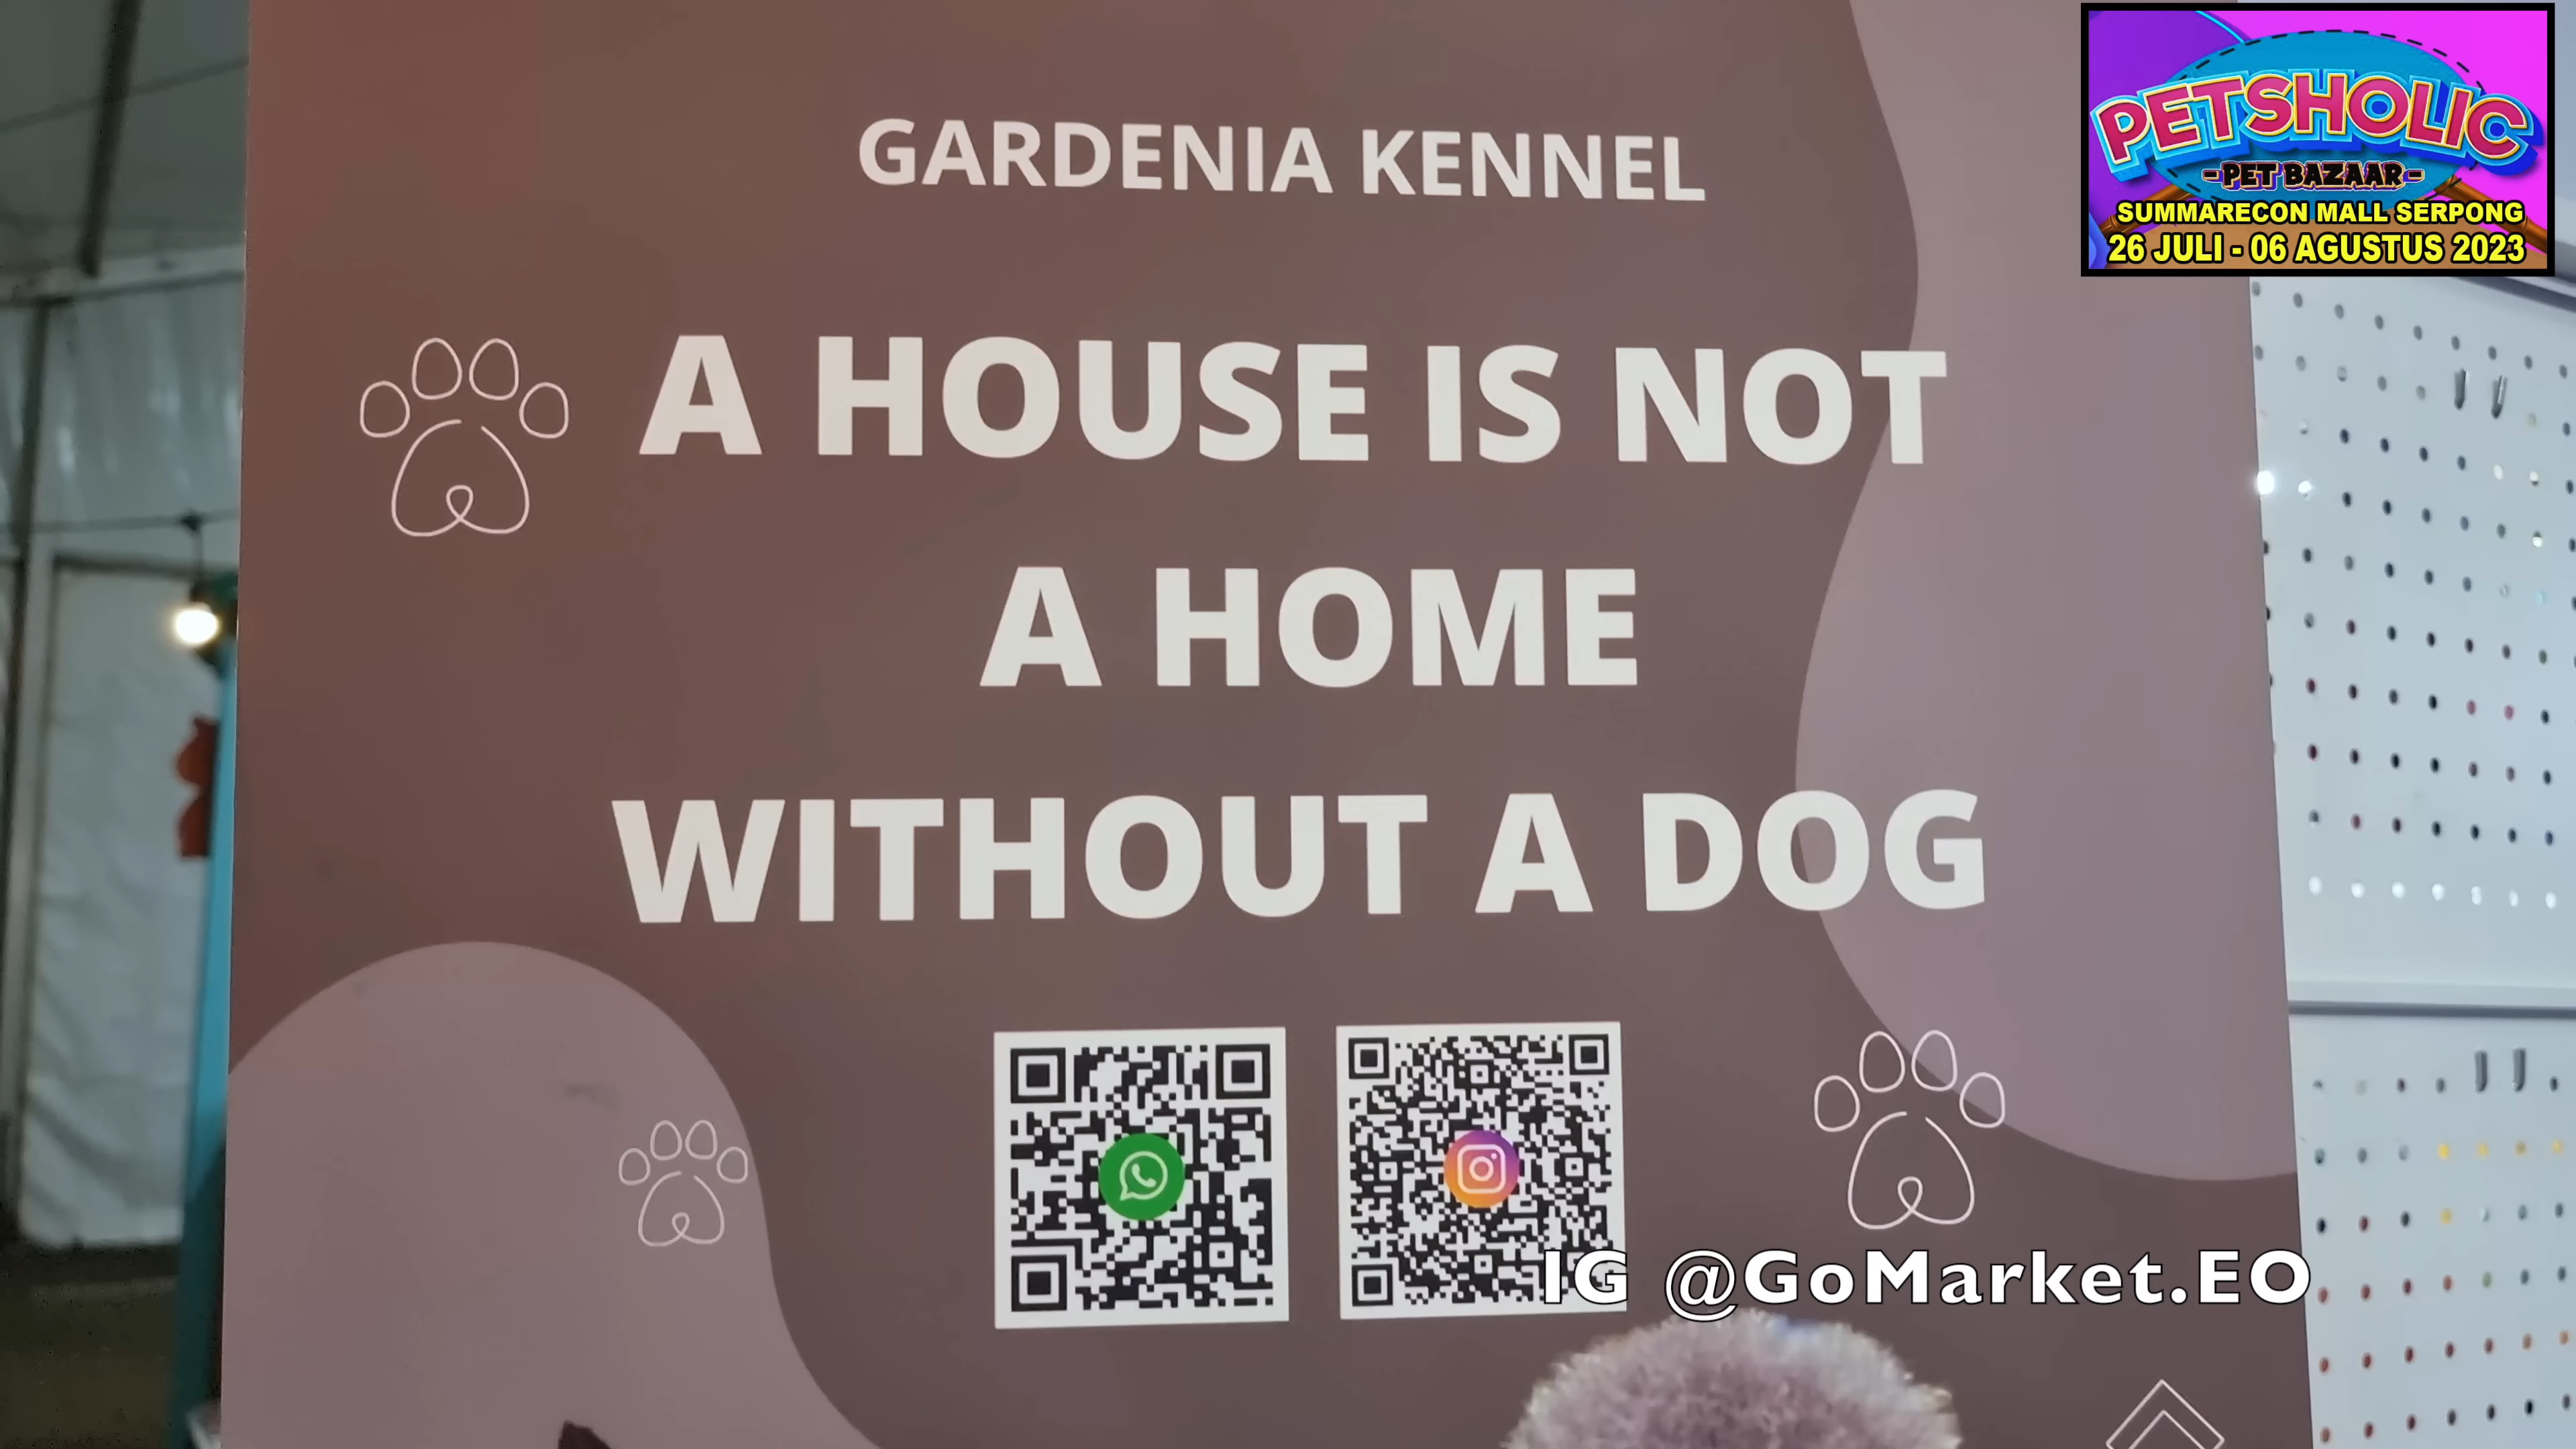 GARDENIA KENNEL
A HOUSE IS NOT
A HOME
WITHOUT A DOG
PETSHOLIC
-PET BAZAAR-
SUMMARECON MALL SERPONG
26 JULI - 06 AGUSTUS 2023
IG @GoMarket.EO